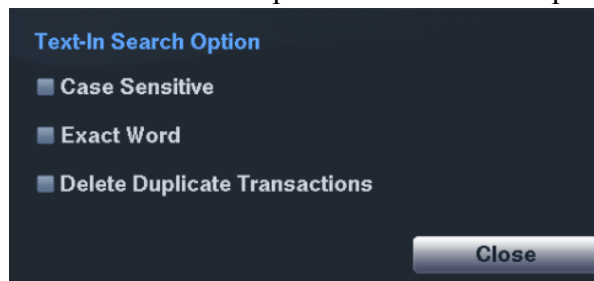 Text-In Search Option
Case Sensitive
Exact Word
Delete Duplicate Transactions
Close